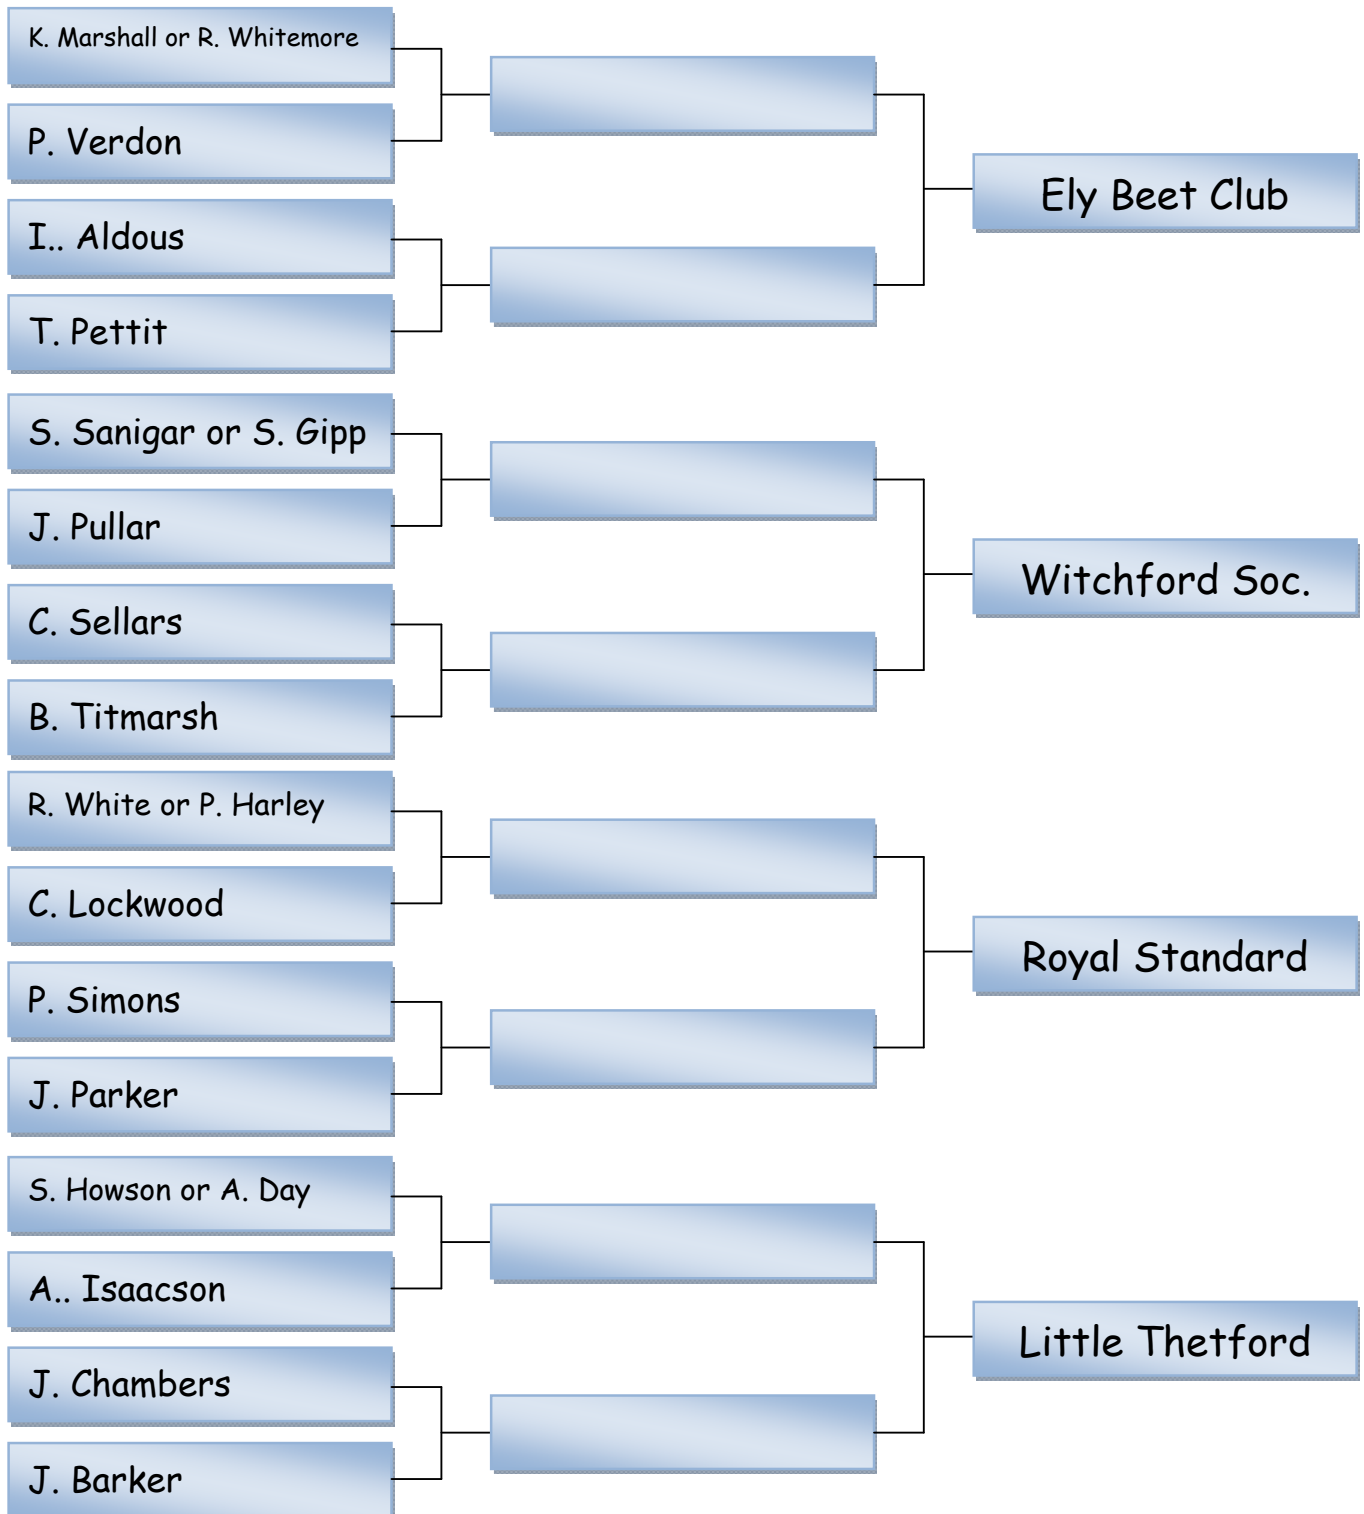 K. Marshall or R. Whitemore
P. Verdon
I.. Aldous
T. Pettit
S. Sanigar or S. Gipp
J. Pullar
C. Sellars
B. Titmarsh
R. White or P. Harley
C. Lockwood
P. Simons
J. Parker
S. Howson or A. Day
A.. Isaacson
J. Chambers
J. Barker
Ely Beet Club
Witchford Soc.
Royal Standard
Little Thetford